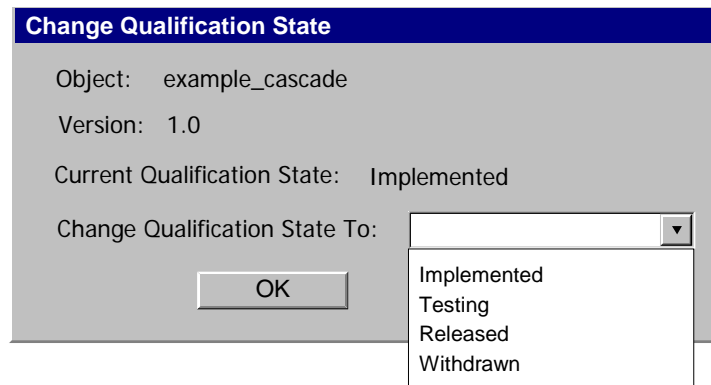 Change Qualification State
Object: example_cascade
Version: 1.0
Current Qualification State: Implemented
Change Qualification State To:
OK
Implemented
Testing
Released
Withdrawn